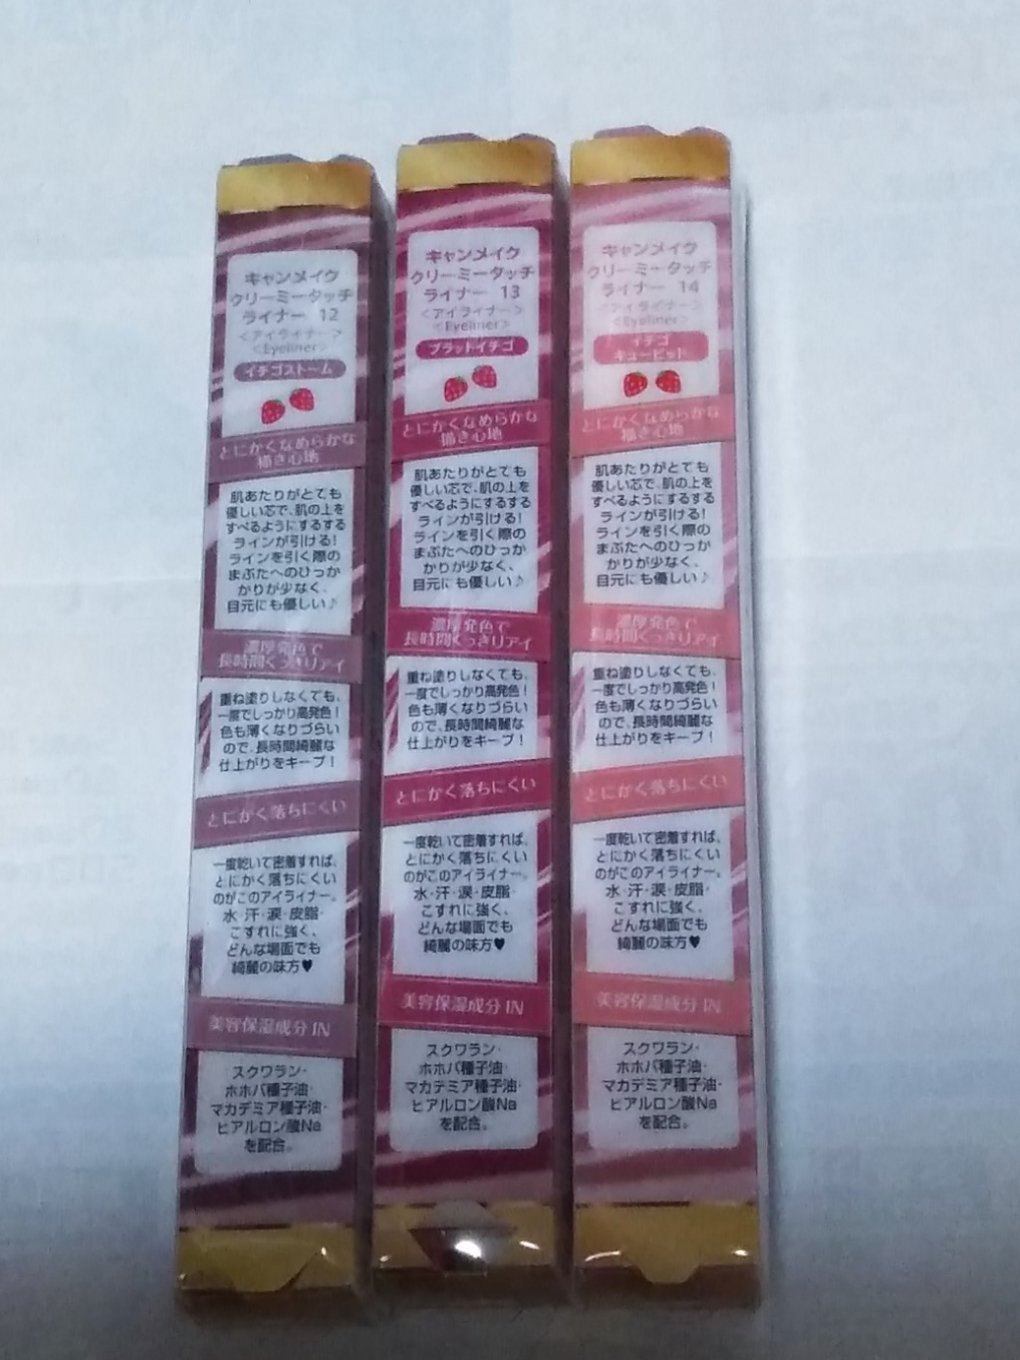 キャンメイク
クリーミータッチ
ライナー 12
<アイライナー>
<Eyeliner>
イチゴストーム
とにかくなめらかな
描き心地
肌あたりがとても
優しい芯で、肌の上を
すべるようにするする
ラインが引ける!
ラインを引く際の
まぶたへのひっか
かりが少なく、
目元にも優しい♪
濃厚発色で
長時間くっきりアイ
重ね塗りしなくても、
一度でしっかり高発色!
色も薄くなりづらい
ので、長時間綺麗な
仕上がりをキープ!
とにかく落ちにくい
一度乾いて密着すれば、
とにかく落ちにくい
のがこのアイライナー。
水・汗・涙・皮脂・
こすれに強く、
どんな場面でも
綺麗の味方♥
美容保湿成分IN
スクワラン・
ホホバ種子油・
マカデミア種子油・
ヒアルロン酸Na
を配合。
キャンメイク
クリーミータッチ
ライナー 13
<アイライナー>
<Eyeliner>
ブラッドイチゴ
とにかくなめらかな
描き心地
肌あたりがとても
優しい芯で、肌の上を
すべるようにするする
ラインが引ける!
ラインを引く際の
まぶたへのひっか
かりが少なく、
目元にも優しい♪
濃厚発色で
長時間くっきりアイ
重ね塗りしなくても、
一度でしっかり高発色!
色も薄くなりづらい
ので、長時間綺麗な
仕上がりをキープ!
とにかく落ちにくい
一度乾いて密着すれば、
とにかく落ちにくい
のがこのアイライナー。
水・汗・涙・皮脂・
こすれに強く、
どんな場面でも
綺麗の味方♥
美容保湿成分IN
スクワラン・
ホホバ種子油・
マカデミア種子油・
ヒアルロン酸Na
を配合。
キャンメイク
クリーミータッチ
ライナー 14
<アイライナー>
<Eyeliner>
イチゴ
キューピット
とにかくなめらかな
描き心地
肌あたりがとても
優しい芯で、肌の上を
すべるようにするする
ラインが引ける!
ラインを引く際の
まぶたへのひっか
かりが少なく、
目元にも優しい♪
濃厚発色で
長時間くっきりアイ
重ね塗りしなくても、
一度でしっかり高発色!
色も薄くなりづらい
ので、長時間綺麗な
仕上がりをキープ!
とにかく落ちにくい
一度乾いて密着すれば、
とにかく落ちにくい
のがこのアイライナー。
水・汗・涙・皮脂・
こすれに強く、
どんな場面でも
綺麗の味方♥
美容保湿成分IN
スクワラン・
ホホバ種子油・
マカデミア種子油・
ヒアルロン酸Na
を配合。